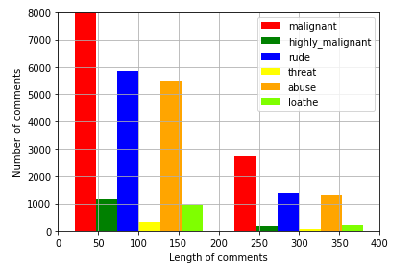 8000
7000
6000
5000
4000
3000
2000
1000
0
Number of comments
malignant
highly_malignant
rude
threat
abuse
loathe
0 50 100 150 200 250 300 350 400
Length of comments